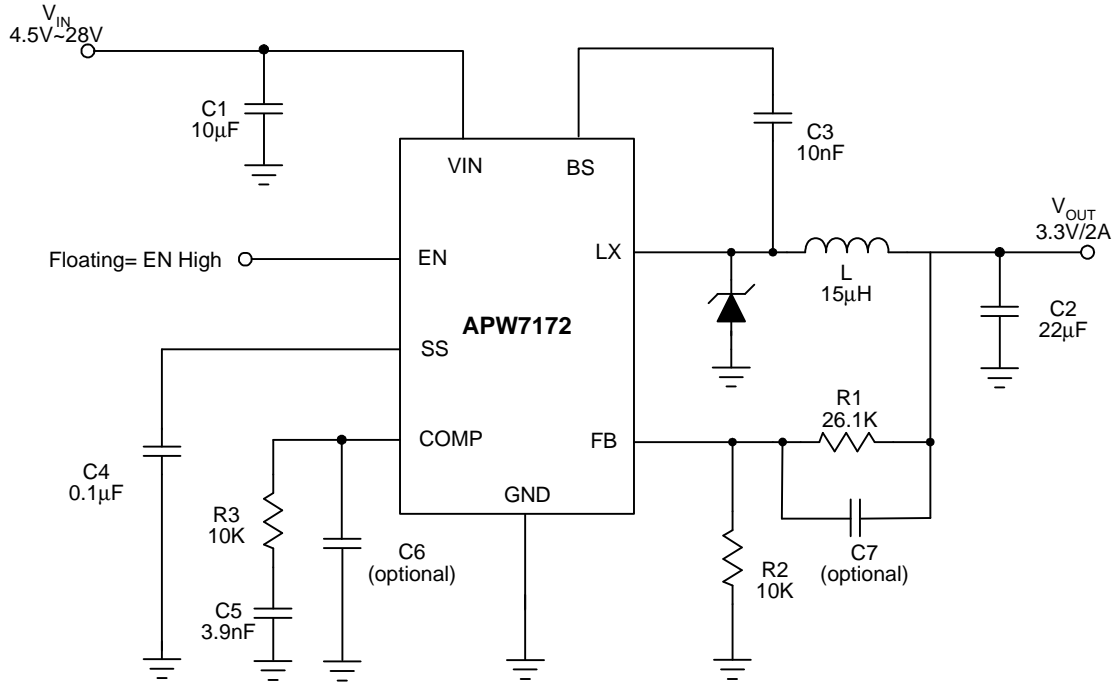 V_IN
4.5V~28V
C1
10μF
VIN
BS
C3
10nF
V_OUT
3.3V/2A
Floating= EN High
EN
LX
L
15μH
C2
22μF
APW7172
SS
R1
26.1K
COMP
FB
C4
0.1μF
GND
R3
10K
C6
(optional)
C7
(optional)
R2
10K
C5
3.9nF